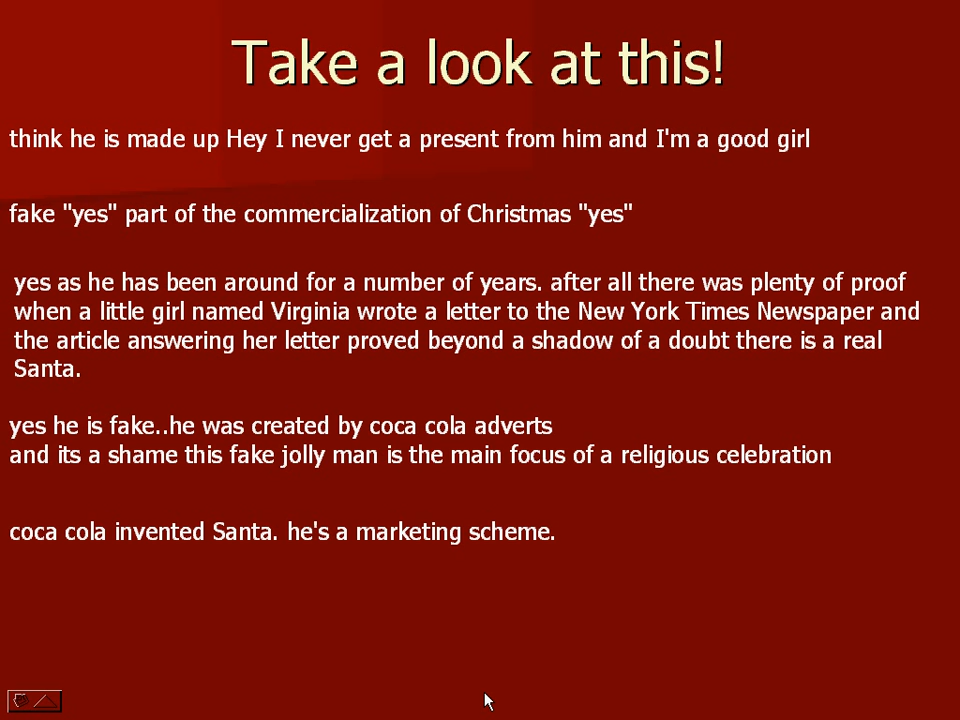 Take a look at this!
think he is made up Hey I never get a present from him and I'm a good girl
fake "yes" part of the commercialization of Christmas "yes"
yes as he has been around for a number of years. after all there was plenty of proof
when a little girl named Virginia wrote a letter to the New York Times Newspaper and
the article answering her letter proved beyond a shadow of a doubt there is a real
Santa.
yes he is fake..he was created by coca cola adverts
and its a shame this fake jolly man is the main focus of a religious celebration
coca cola invented Santa. he's a marketing scheme.